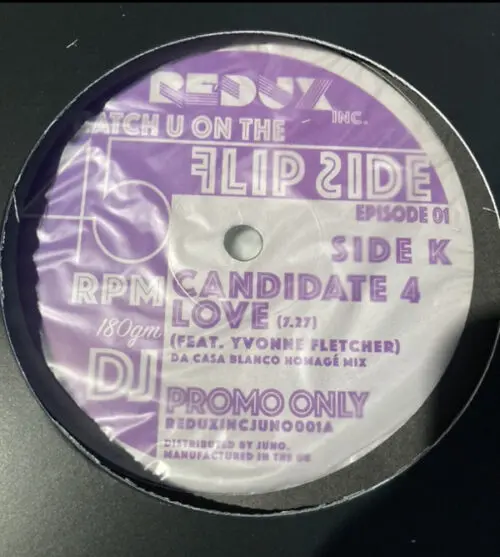 REDUX
INC.
CATCH U ON THE
FLIP SIDE
EPISODE 01
45
SIDE K
RPM
180gm
DJ
CANDIDATE 4
LOVE (7.27)
(FEAT. YVONNE FLETCHER)
DA CASA BLANCO HOMAGÉ MIX
PROMO ONLY
REDUXINCJUNO001A
DISTRIBUTED BY JUNO.
MANUFACTURED IN THE UK